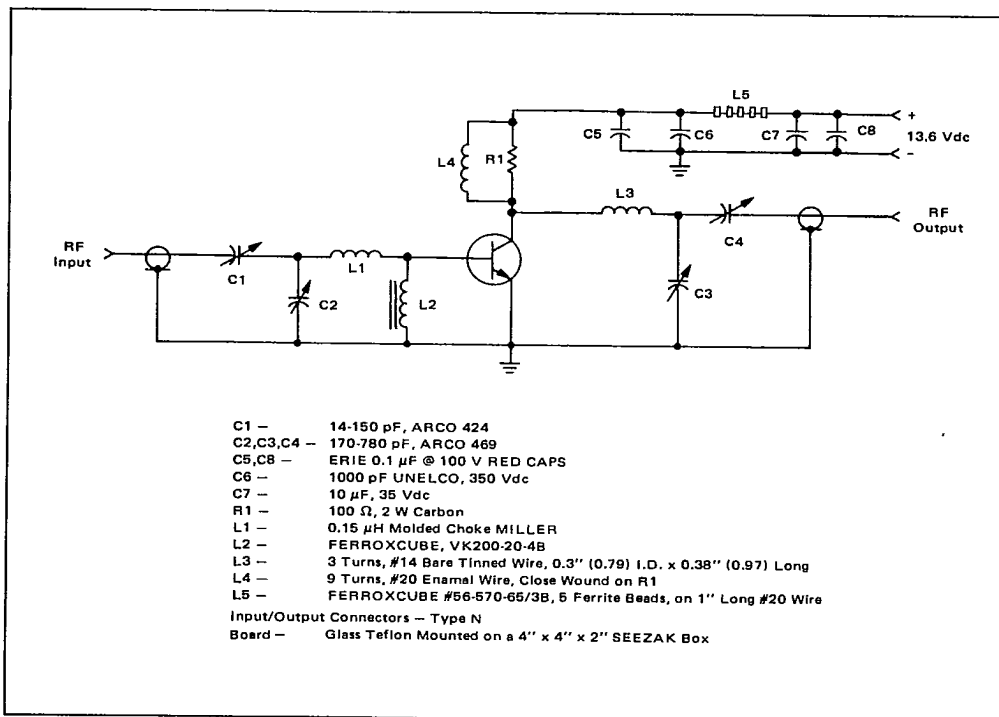 L5
C5
C6
C7
C8
+
13.6 Vdc
–
L4
R1
L3
RF
Output
C4
RF
Input
C1
L1
C2
L2
C3
C1 – 14-150 pF, ARCO 424
C2,C3,C4 – 170-780 pF, ARCO 469
C5,C8 – ERIE 0.1 μF @ 100 V RED CAPS
C6 – 1000 pF UNELCO, 350 Vdc
C7 – 10 μF, 35 Vdc
R1 – 100 Ω, 2 W Carbon
L1 – 0.15 μH Molded Choke MILLER
L2 – FERROXCUBE, VK200-20-4B
L3 – 3 Turns, #14 Bare Tinned Wire, 0.3" (0.79) I.D. x 0.38" (0.97) Long
L4 – 9 Turns, #20 Enamal Wire, Close Wound on R1
L5 – FERROXCUBE #56-570-65/3B, 5 Ferrite Beads, on 1" Long #20 Wire
Input/Output Connectors – Type N
Board – Glass Teflon Mounted on a 4" x 4" x 2" SEEZAK Box